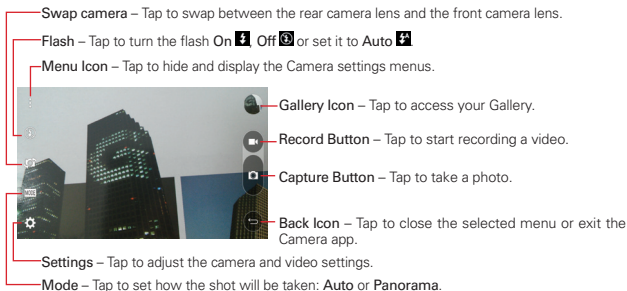 Swap camera – Tap to swap between the rear camera lens and the front camera lens.
Flash – Tap to turn the flash On , Off or set it to Auto .
Menu Icon – Tap to hide and display the Camera settings menus.
Gallery Icon – Tap to access your Gallery.
Record Button – Tap to start recording a video.
Capture Button – Tap to take a photo.
MODE
Back Icon – Tap to close the selected menu or exit the
Camera app.
Settings – Tap to adjust the camera and video settings.
Mode – Tap to set how the shot will be taken: Auto or Panorama.